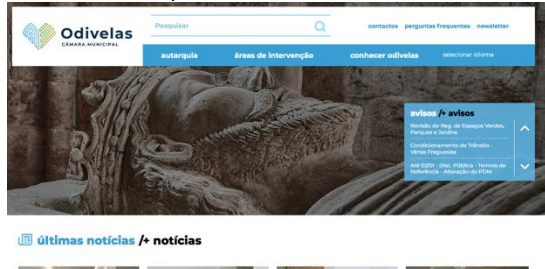 Odivelas
CÂMARA MUNICIPAL
Pesquisar
contactos perguntas frequentes newsletter
autarquia áreas de intervenção conhecer odivelas selecionar idioma
avisos /+ avisos
Revisão do Reg. de Espaços Verdes,
Parques e Jardins
Condicionamento de Trânsito -
Várias Freguesias
Até 03/01 - Disc. Pública - Termos de
Referência - Alteração do PDM
últimas notícias /+ notícias